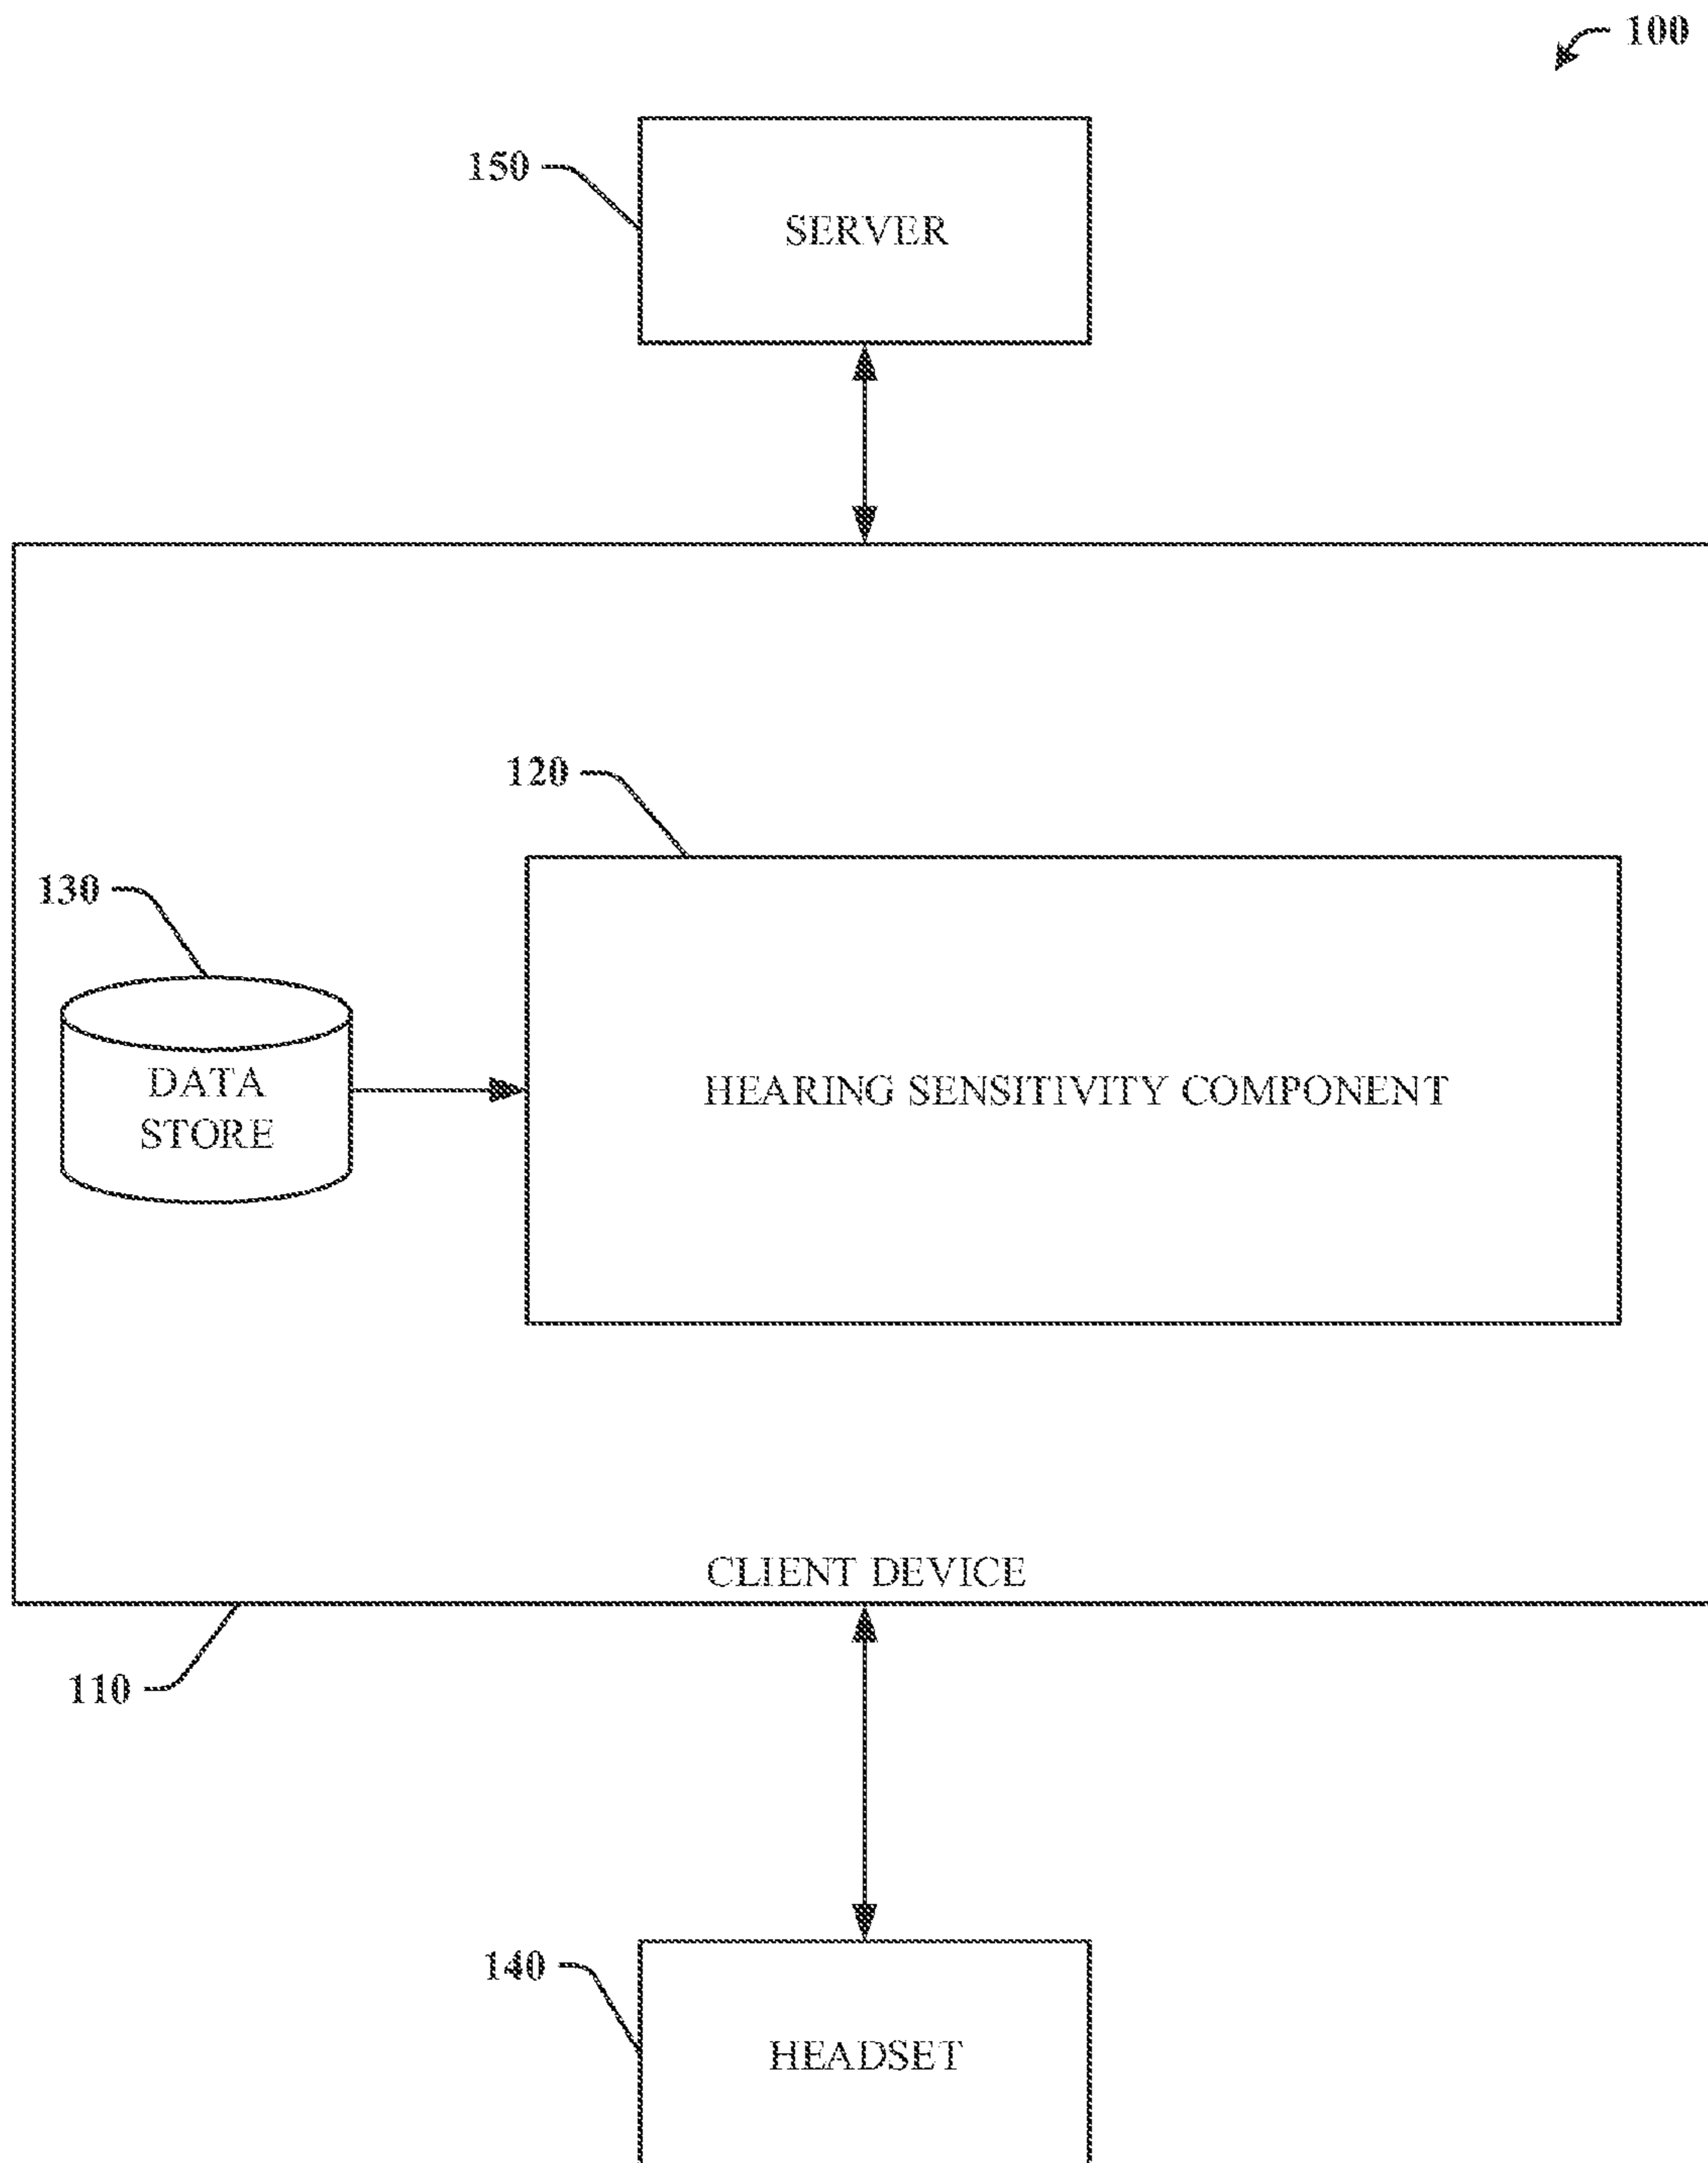 100
150
SERVER
120
130
DATA
STORE
HEARING SENSITIVITY COMPONENT
CLIENT DEVICE
110
140
HEADSET